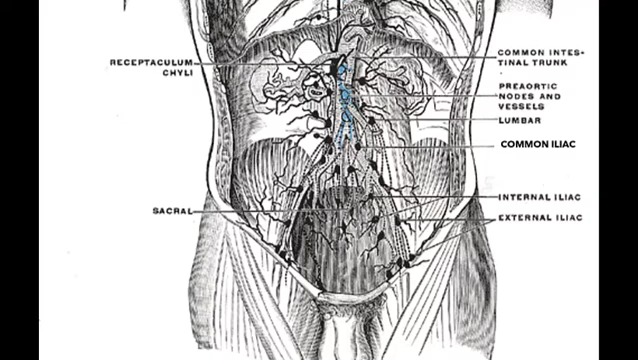 RECEPTACULUM
CHYLI
SACRAL
COMMON INTES-
TINAL TRUNK
PREAORTIC
NODES AND
VESSELS
LUMBAR
COMMON ILIAC
INTERNAL ILIAC
EXTERNAL ILIAC